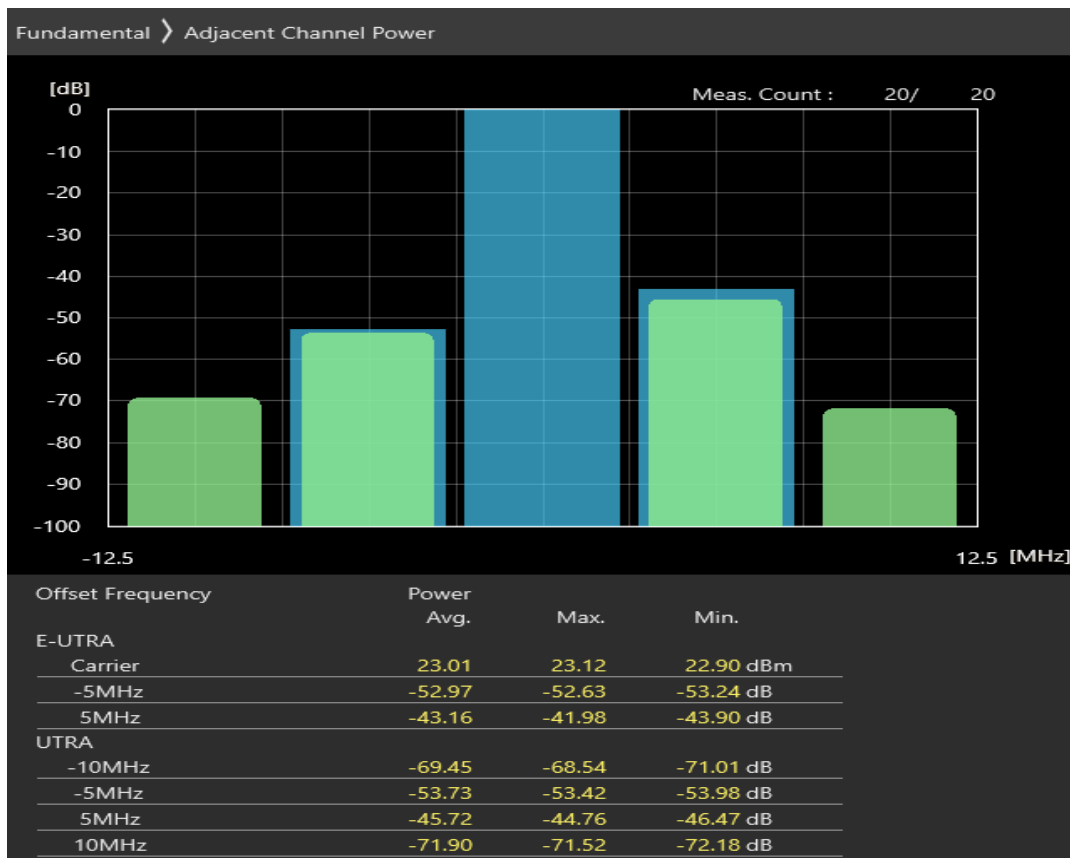 Fundamental 〉 Adjacent Channel Power
[dB]
Meas. Count : 20/ 20
0
-10
-20
-30
-40
-50
-60
-70
-80
-90
-100
-12.5 12.5 [MHz]
Offset Frequency Power
Avg. Max. Min.
E-UTRA
Carrier 23.01 23.12 22.90 dBm
-5MHz -52.97 -52.63 -53.24 dB
5MHz -43.16 -41.98 -43.90 dB
UTRA
-10MHz -69.45 -68.54 -71.01 dB
-5MHz -53.73 -53.42 -53.98 dB
5MHz -45.72 -44.76 -46.47 dB
10MHz -71.90 -71.52 -72.18 dB